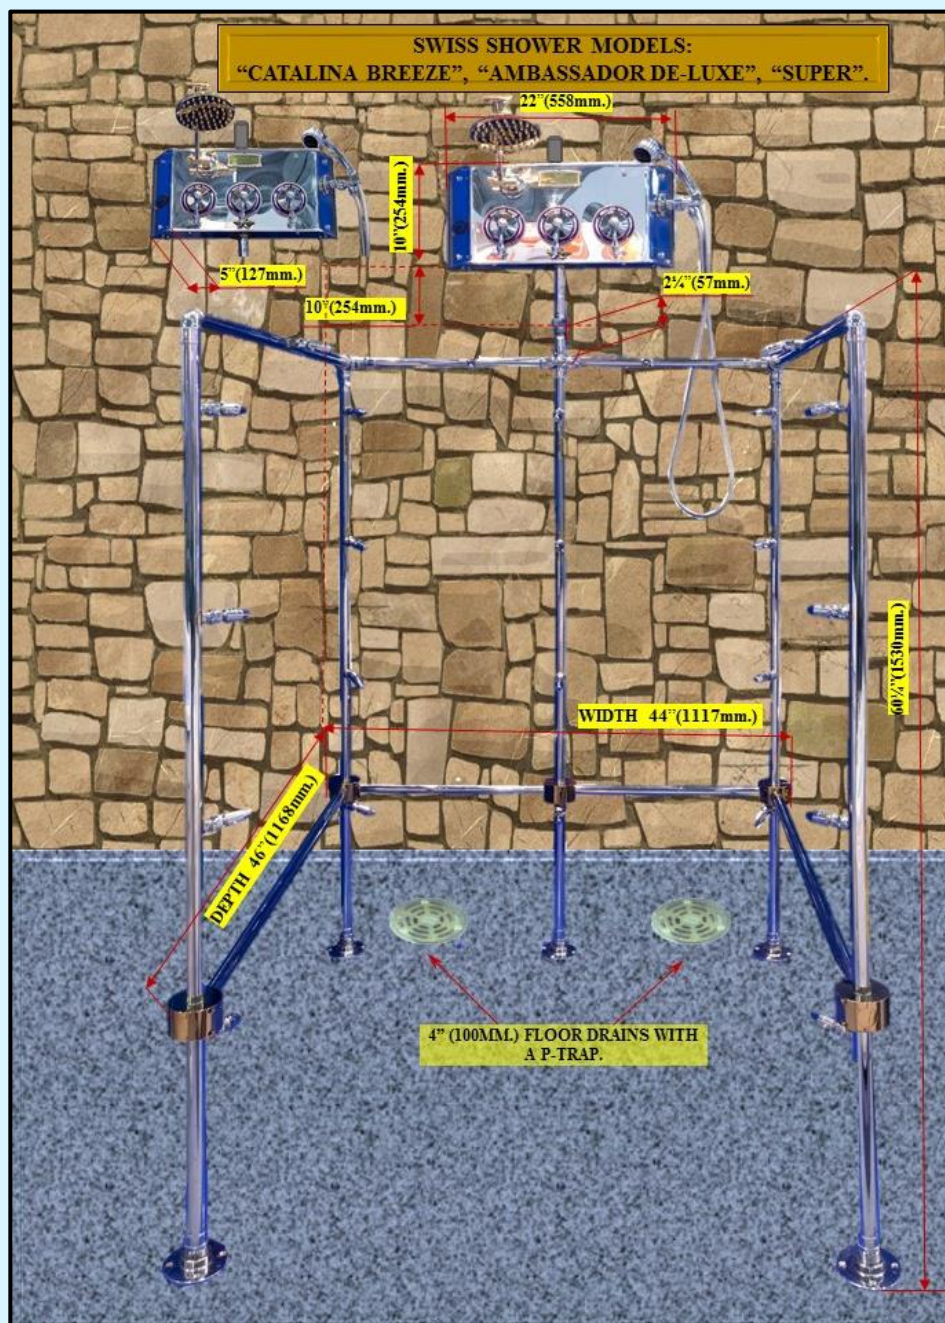 SWISS SHOWER MODELS:
“CATALINA BREEZE”, “AMBASSADOR DE-LUXE”, “SUPER”.
22”(558mm.)
10”(254mm.)
5”(127mm.)
2¼”(57mm.)
10”(254mm.)
60¼”(1530mm.)
WIDTH 44”(1117mm.)
DEPTH 46”(1168mm.)
4” (100MM.) FLOOR DRAINS WITH
A P-TRAP.